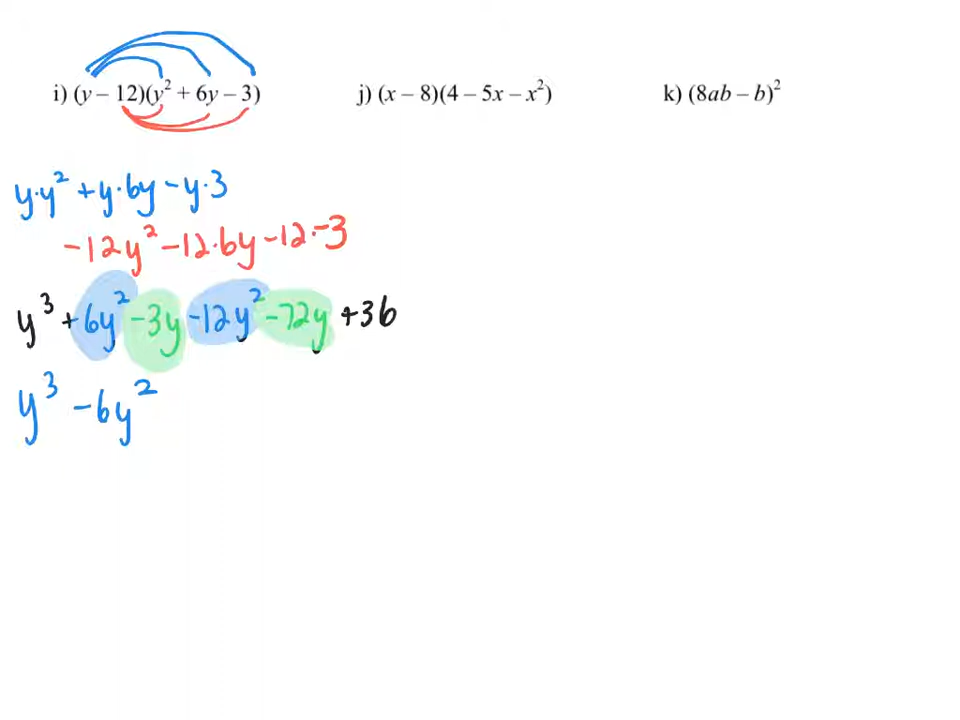 i) (y – 12)(y² + 6y – 3) j) (x – 8)(4 – 5x – x²) k) (8ab – b)²
y·y² + y·6y – y·3
–12y² –12·6y –12·–3
y³ + 6y² –3y –12y² –72y +36
y³ –6y²